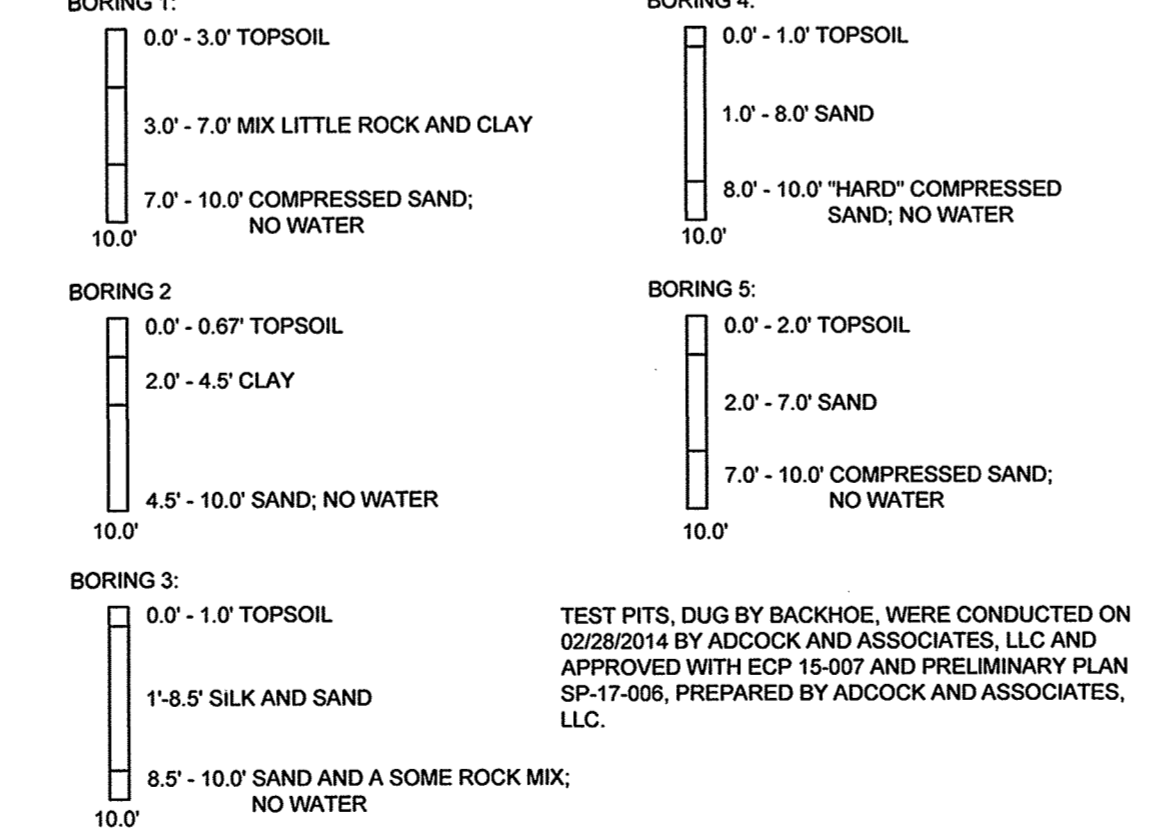 BORING 1:
0.0' - 3.0' TOPSOIL
3.0' - 7.0' MIX LITTLE ROCK AND CLAY
7.0' - 10.0' COMPRESSED SAND;
NO WATER
10.0'
BORING 2
0.0' - 0.67' TOPSOIL
2.0' - 4.5' CLAY
4.5' - 10.0' SAND; NO WATER
10.0'
BORING 3:
0.0' - 1.0' TOPSOIL
1'-8.5' SILK AND SAND
8.5' - 10.0' SAND AND A SOME ROCK MIX;
NO WATER
10.0'
BORING 4:
0.0' - 1.0' TOPSOIL
1.0' - 8.0' SAND
8.0' - 10.0' "HARD" COMPRESSED
SAND; NO WATER
10.0'
BORING 5:
0.0' - 2.0' TOPSOIL
2.0' - 7.0' SAND
7.0' - 10.0' COMPRESSED SAND;
NO WATER
10.0'
TEST PITS, DUG BY BACKHOE, WERE CONDUCTED ON
02/28/2014 BY ADCOCK AND ASSOCIATES, LLC AND
APPROVED WITH ECP 15-007 AND PRELIMINARY PLAN
SP-17-006, PREPARED BY ADCOCK AND ASSOCIATES,
LLC.